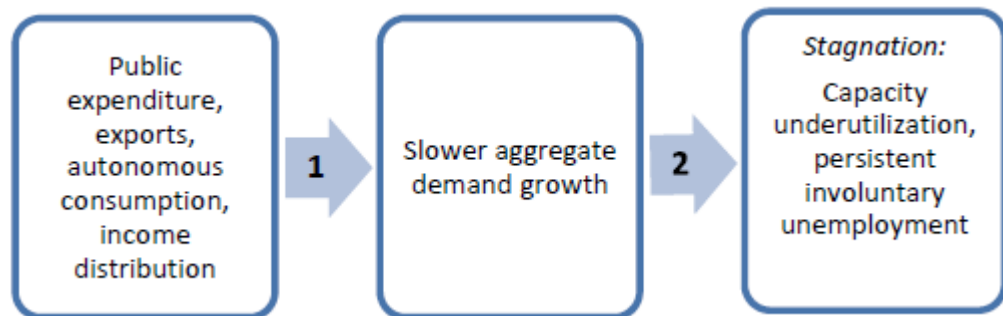 Public
expenditure,
exports,
autonomous
consumption,
income
distribution
1
Slower aggregate
demand growth
2
Stagnation:
Capacity
underutilization,
persistent
involuntary
unemployment